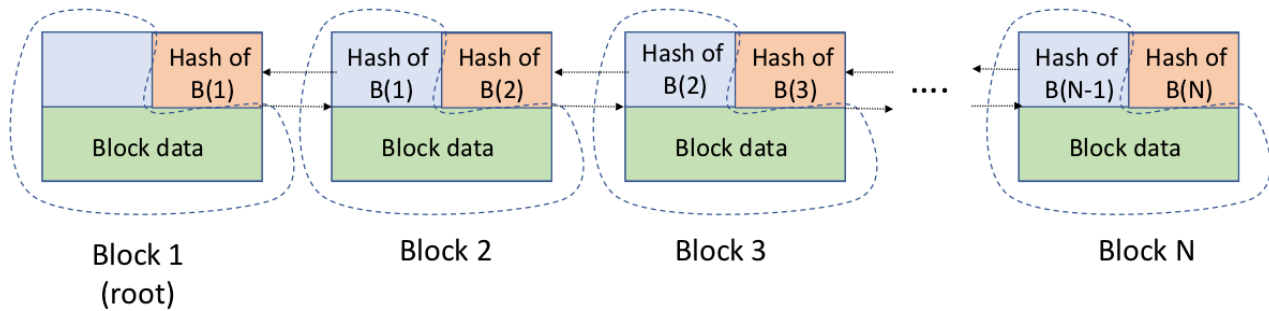 Hash of
B(1)
Block data
Hash of
B(1)
Hash of
B(2)
Block data
Hash of
B(2)
Hash of
B(3)
Block data
....
Hash of
B(N-1)
Hash of
B(N)
Block data
Block 1
(root)
Block 2
Block 3
Block N